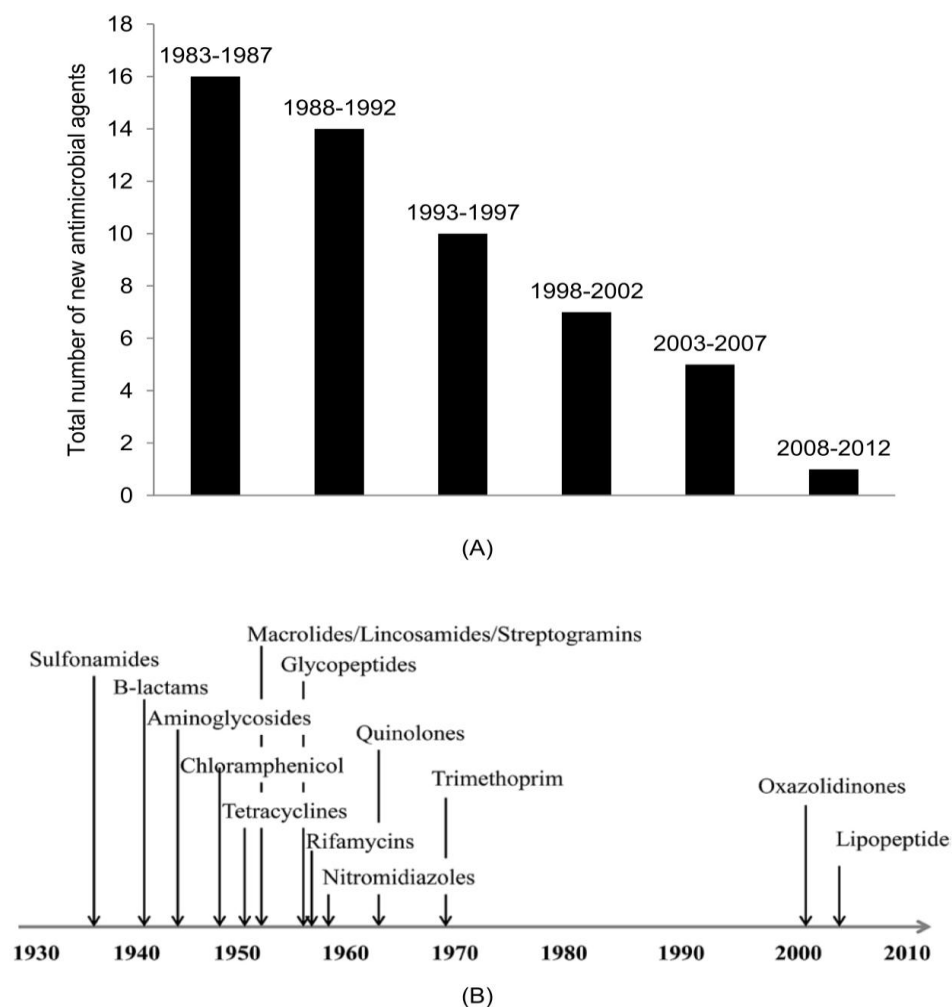 Total number of new antimicrobial agents
18
16
14
12
10
8
6
4
2
0
1983-1987
1988-1992
1993-1997
1998-2002
2003-2007
2008-2012
(A)
Macrolides/Lincosamides/Streptogramins
Sulfonamides
Glycopeptides
B-lactams
Aminoglycosides
Quinolones
Chloramphenicol
Trimethoprim
Oxazolidinones
Tetracyclines
Rifamycins
Lipopeptide
Nitromidiazoles
1930 1940 1950 1960 1970 1980 1990 2000 2010
(B)